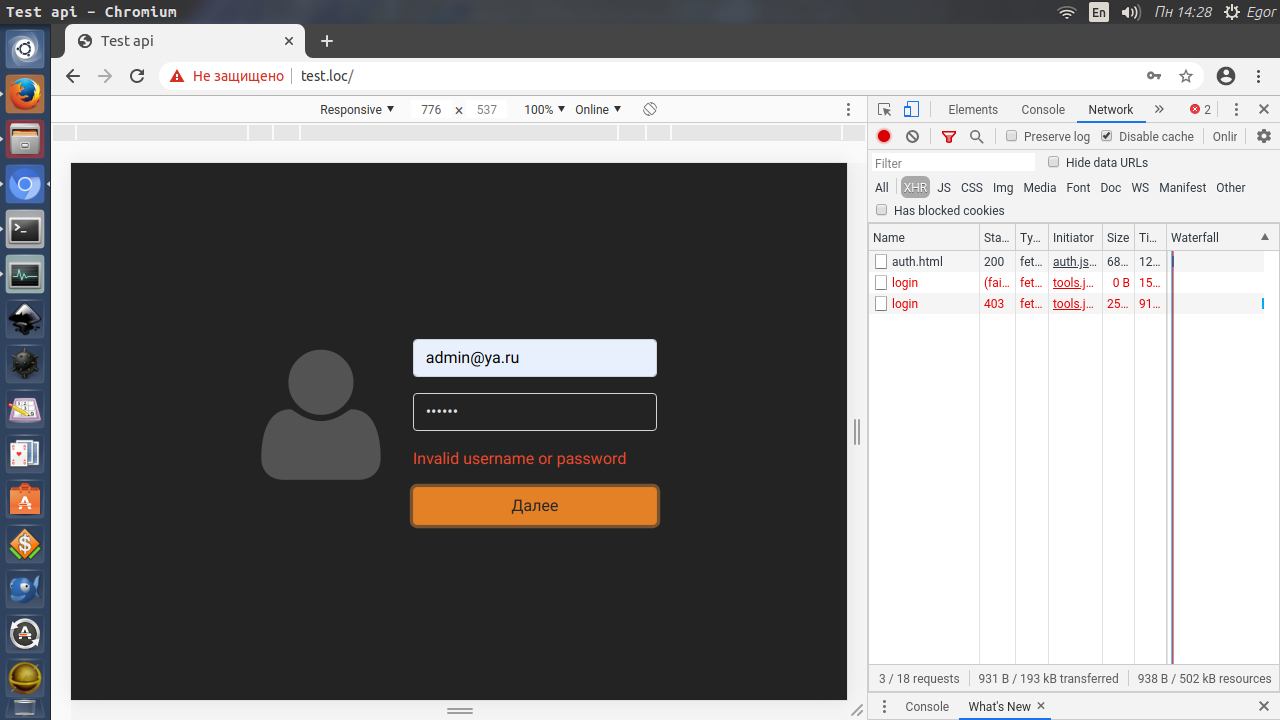 Test api - Chromium
En
Пн 14:28
Egor
Test api
Не защищено
test.loc/
Responsive
776 x 537
100%
Online
Elements
Console
Network
2
Preserve log
Disable cache
Onlir
Filter
Hide data URLs
All
XHR
JS
CSS
Img
Media
Font
Doc
WS
Manifest
Other
Has blocked cookies
Name
Sta...
Ty...
Initiator
Size
Ti...
Waterfall
auth.html 200 fet... auth.js... 68... 12...
login (fai... fet... tools.j... 0 B 15...
login 403 fet... tools.j... 25... 91...
admin@ya.ru
••••••
Invalid username or password
Далее
3 / 18 requests
931 B / 193 kB transferred
938 B / 502 kB resources
Console
What's New